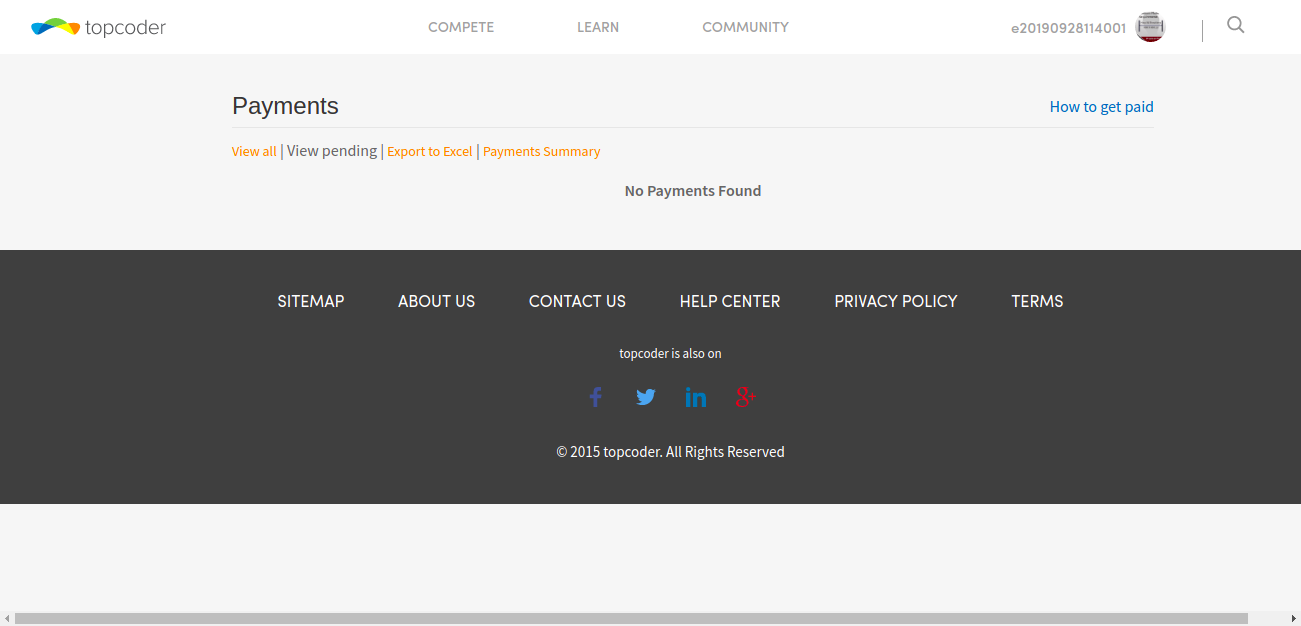 topcoder COMPETE LEARN COMMUNITY e20190928114001
Payments How to get paid
View all | View pending | Export to Excel | Payments Summary
No Payments Found
SITEMAP ABOUT US CONTACT US HELP CENTER PRIVACY POLICY TERMS
topcoder is also on
© 2015 topcoder. All Rights Reserved